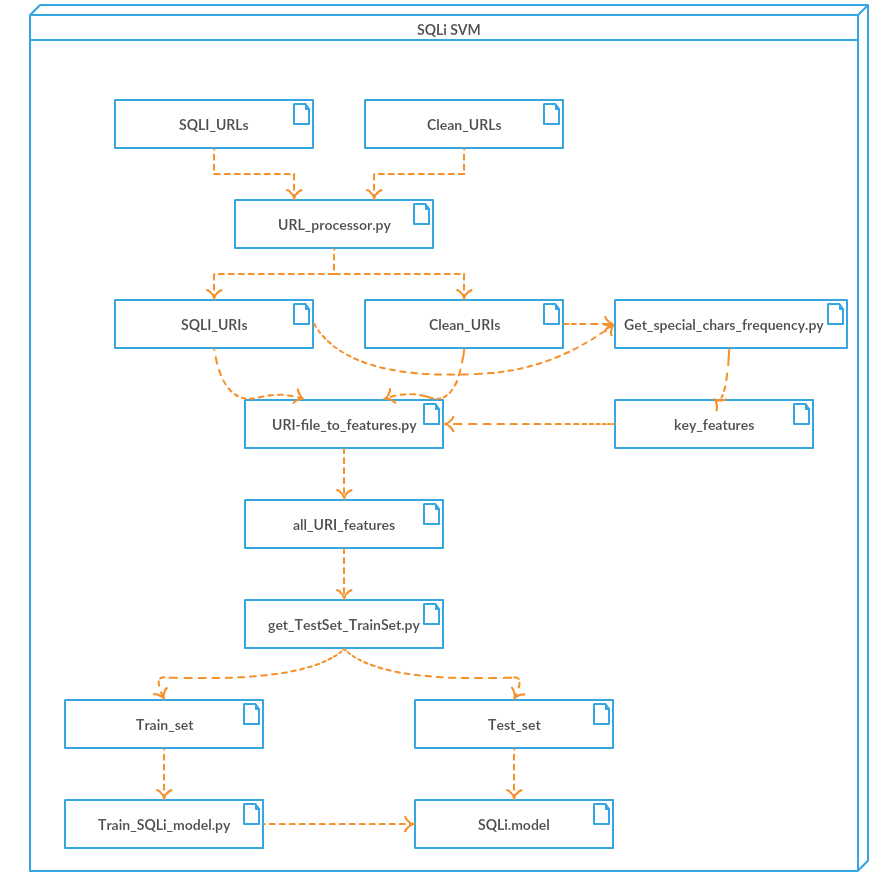 SQLi SVM
SQLI_URLs
Clean_URLs
URL_processor.py
SQLI_URIs
Clean_URIs
Get_special_chars_frequency.py
URI-file_to_features.py
key_features
all_URI_features
get_TestSet_TrainSet.py
Train_set
Test_set
Train_SQLi_model.py
SQLi.model